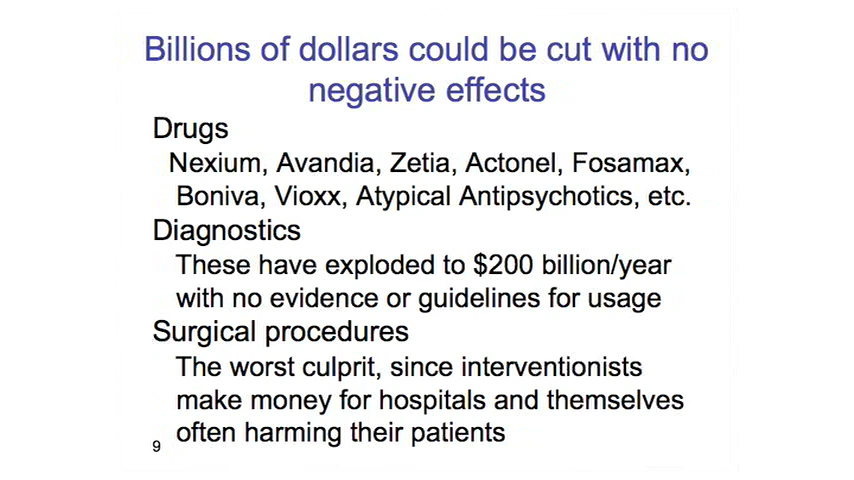 Billions of dollars could be cut with no
negative effects
Drugs
Nexium, Avandia, Zetia, Actonel, Fosamax,
Boniva, Vioxx, Atypical Antipsychotics, etc.
Diagnostics
These have exploded to $200 billion/year
with no evidence or guidelines for usage
Surgical procedures
The worst culprit, since interventionists
make money for hospitals and themselves
often harming their patients
9